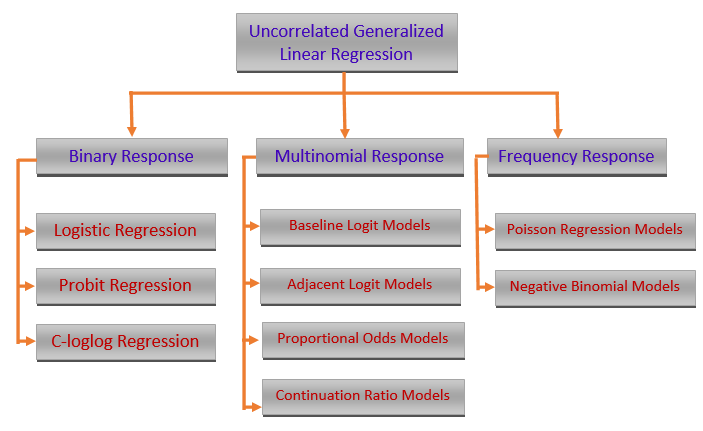 Uncorrelated Generalized
Linear Regression
Binary Response
Multinomial Response
Frequency Response
Logistic Regression
Probit Regression
C-loglog Regression
Baseline Logit Models
Adjacent Logit Models
Proportional Odds Models
Continuation Ratio Models
Poisson Regression Models
Negative Binomial Models